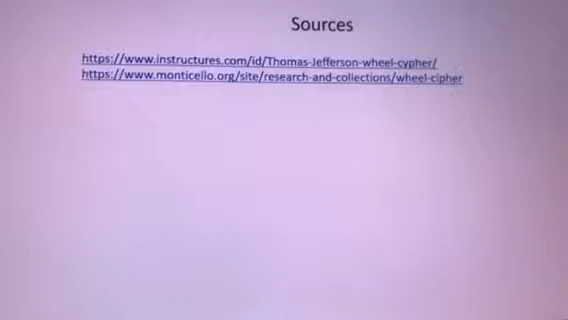 Sources
https://www.instructures.com/id/Thomas-Jefferson-wheel-cypher/
https://www.monticello.org/site/research-and-collections/wheel-cipher